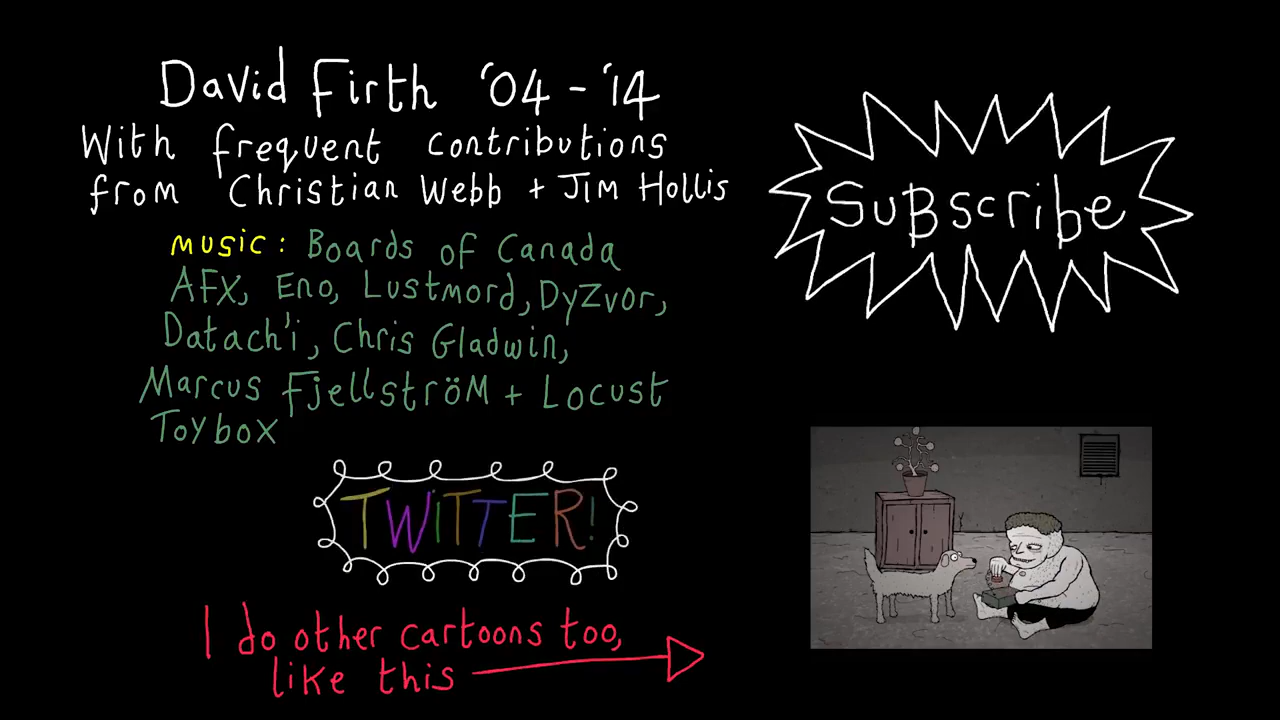 David Firth '04 - '14
With frequent contributions
from Christian Webb + Jim Hollis
music: Boards of Canada
AFX, Eno, Lustmord, DyZvor,
Datach'i, Chris Gladwin,
Marcus Fjellström + Locust
Toybox
TWITTER!
I do other cartoons too,
like this
Subscribe